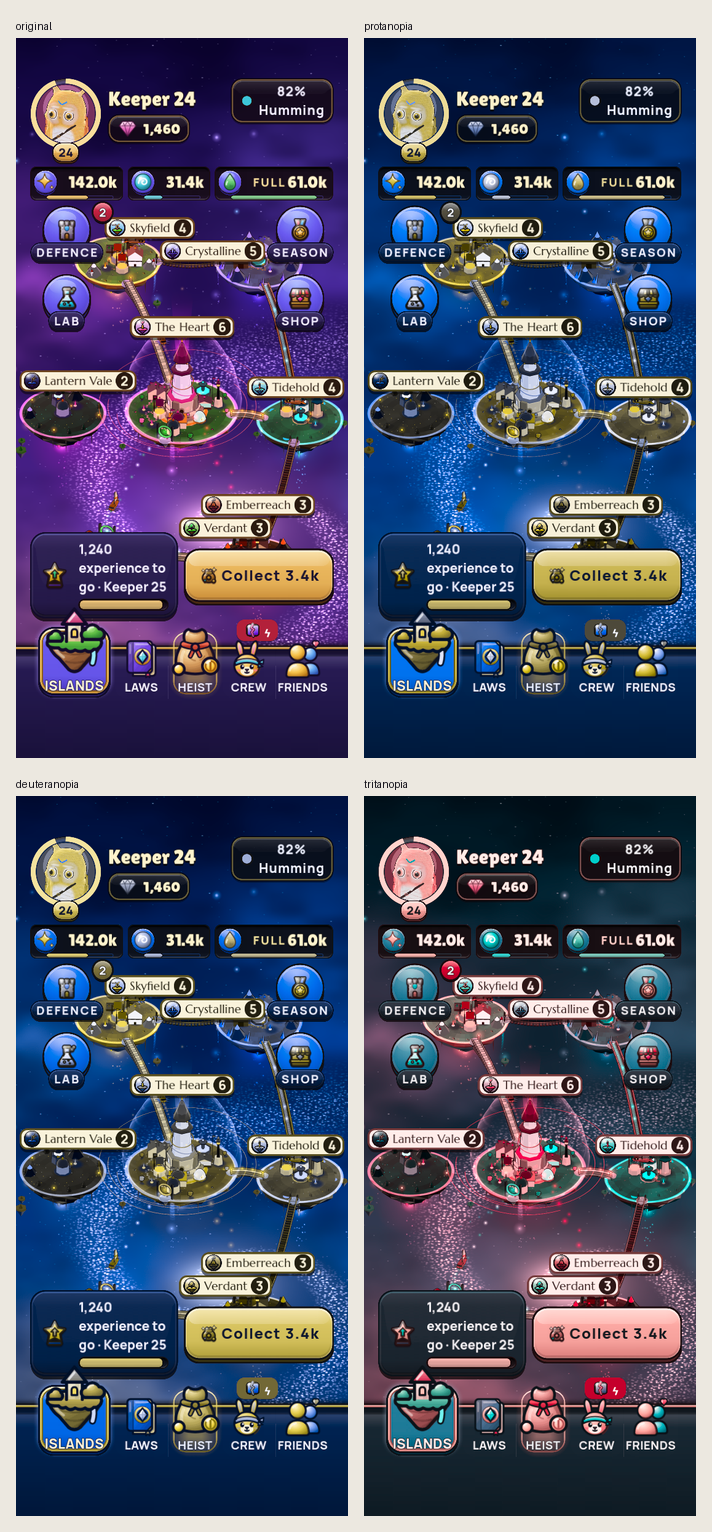 original
Keeper 24
1,460
24
82%
Humming
142.0k
31.4k
FULL 61.0k
2
DEFENCE
Skyfield 4
Crystalline 5
SEASON
LAB
SHOP
The Heart 6
Lantern Vale 2
Tidehold 4
Emberreach 3
Verdant 3
1,240
experience to
go · Keeper 25
Collect 3.4k
ISLANDS
LAWS
HEIST
CREW
FRIENDS
protanopia
Keeper 24
1,460
24
82%
Humming
142.0k
31.4k
FULL 61.0k
2
DEFENCE
Skyfield 4
Crystalline 5
SEASON
LAB
SHOP
The Heart 6
Lantern Vale 2
Tidehold 4
Emberreach 3
Verdant 3
1,240
experience to
go · Keeper 25
Collect 3.4k
ISLANDS
LAWS
HEIST
CREW
FRIENDS
deuteranopia
Keeper 24
1,460
24
82%
Humming
142.0k
31.4k
FULL 61.0k
2
DEFENCE
Skyfield 4
Crystalline 5
SEASON
LAB
SHOP
The Heart 6
Lantern Vale 2
Tidehold 4
Emberreach 3
Verdant 3
1,240
experience to
go · Keeper 25
Collect 3.4k
ISLANDS
LAWS
HEIST
CREW
FRIENDS
tritanopia
Keeper 24
1,460
24
82%
Humming
142.0k
31.4k
FULL 61.0k
2
DEFENCE
Skyfield 4
Crystalline 5
SEASON
LAB
SHOP
The Heart 6
Lantern Vale 2
Tidehold 4
Emberreach 3
Verdant 3
1,240
experience to
go · Keeper 25
Collect 3.4k
ISLANDS
LAWS
HEIST
CREW
FRIENDS